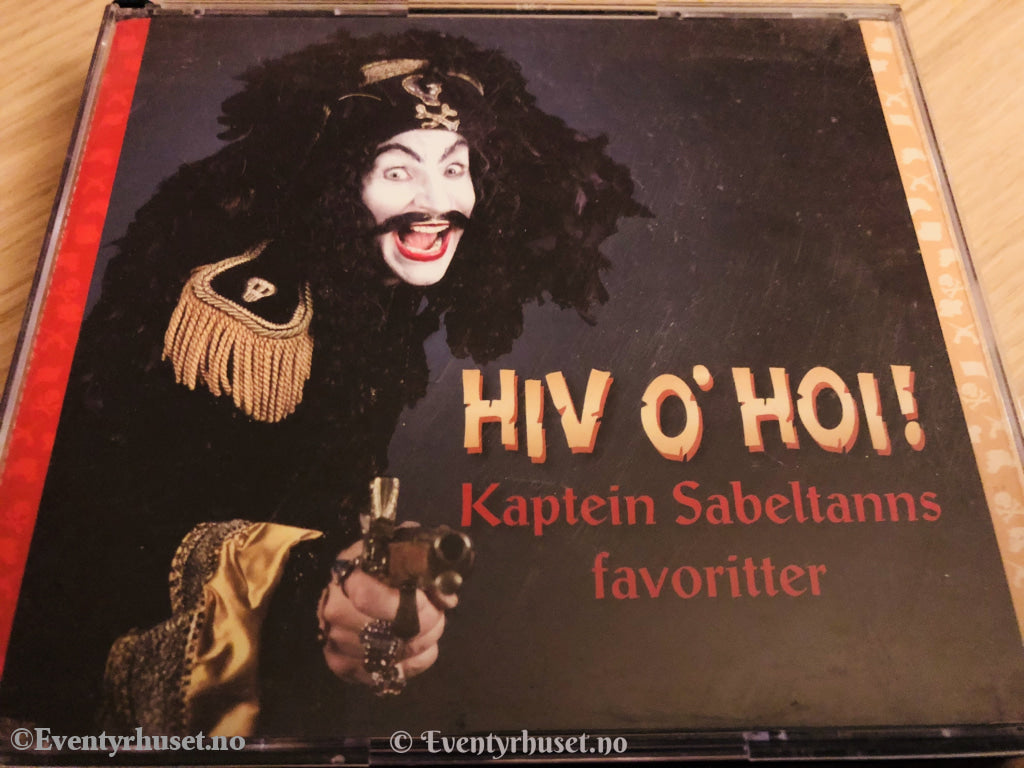 HIV O' HOI!
Kaptein Sabeltanns
favoritter
©Eventyrhuset.no
© Eventyrhuset.no